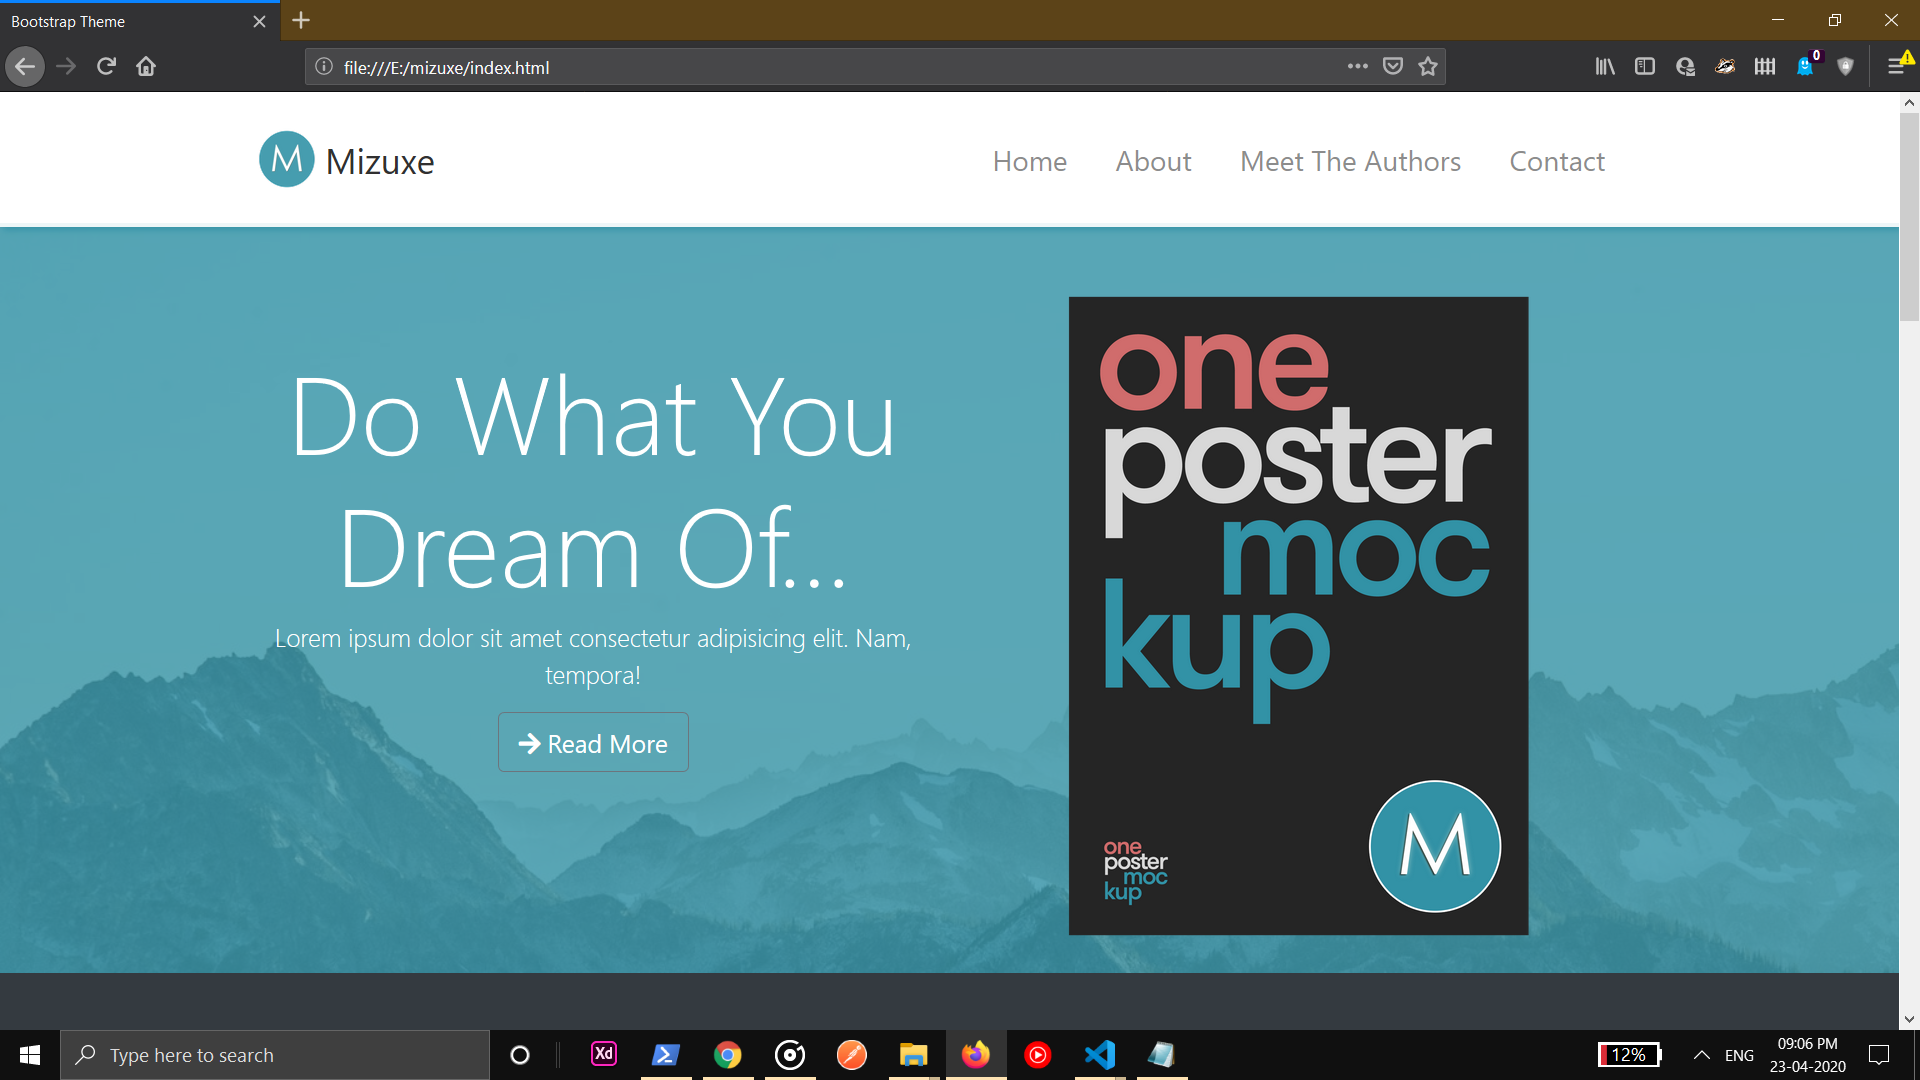 Bootstrap Theme
file:///E:/mizuxe/index.html
0
M Mizuxe
Home About Meet The Authors Contact
Do What You
Dream Of...
Lorem ipsum dolor sit amet consectetur adipisicing elit. Nam,
tempora!
Read More
one
poster
moc
kup
one
poster
moc
kup
M
Type here to search
Xd
12%
ENG
09:06 PM
23-04-2020